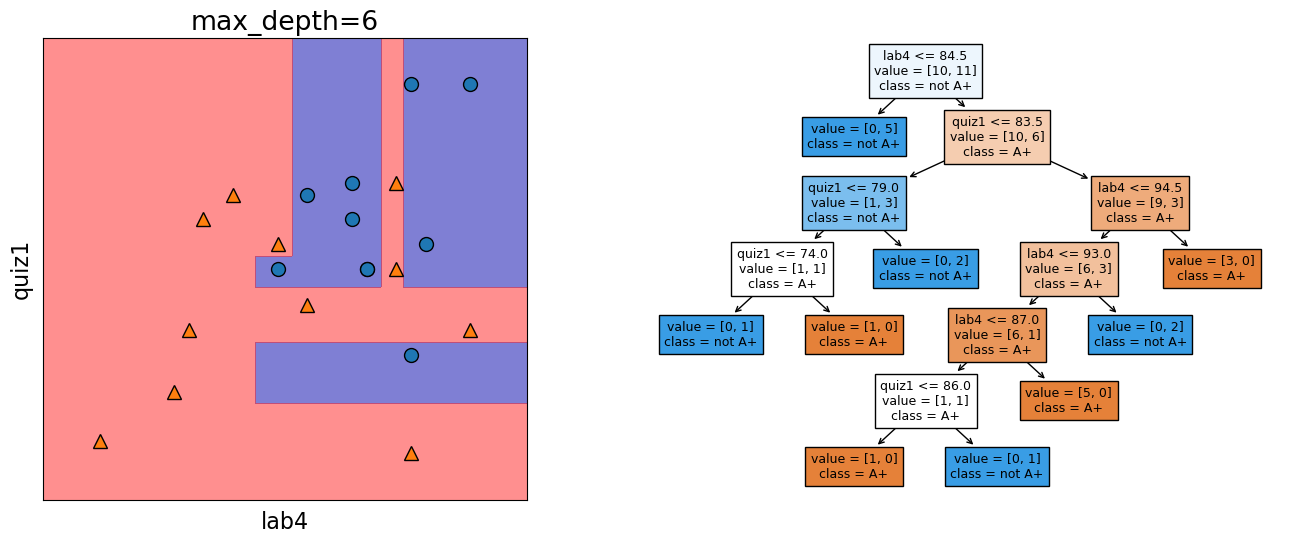 max_depth=6
quiz1
lab4
lab4 <= 84.5
value = [10, 11]
class = not A+
value = [0, 5]
class = not A+
quiz1 <= 83.5
value = [10, 6]
class = A+
quiz1 <= 79.0
value = [1, 3]
class = not A+
lab4 <= 94.5
value = [9, 3]
class = A+
quiz1 <= 74.0
value = [1, 1]
class = A+
value = [0, 2]
class = not A+
lab4 <= 93.0
value = [6, 3]
class = A+
value = [3, 0]
class = A+
value = [0, 1]
class = not A+
value = [1, 0]
class = A+
lab4 <= 87.0
value = [6, 1]
class = A+
value = [0, 2]
class = not A+
quiz1 <= 86.0
value = [1, 1]
class = A+
value = [5, 0]
class = A+
value = [1, 0]
class = A+
value = [0, 1]
class = not A+